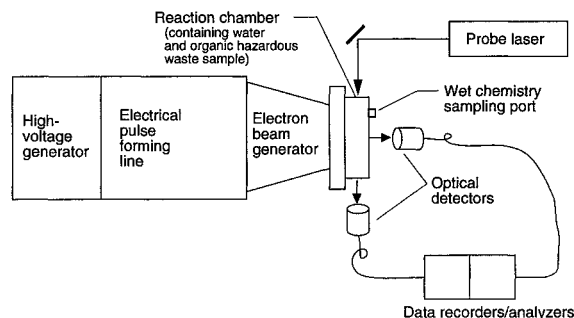 Reaction chamber
(containing water
and organic hazardous
waste sample)
Probe laser
Wet chemistry
sampling port
High-
voltage
generator
Electrical
pulse
forming
line
Electron
beam
generator
Optical
detectors
Data recorders/analyzers